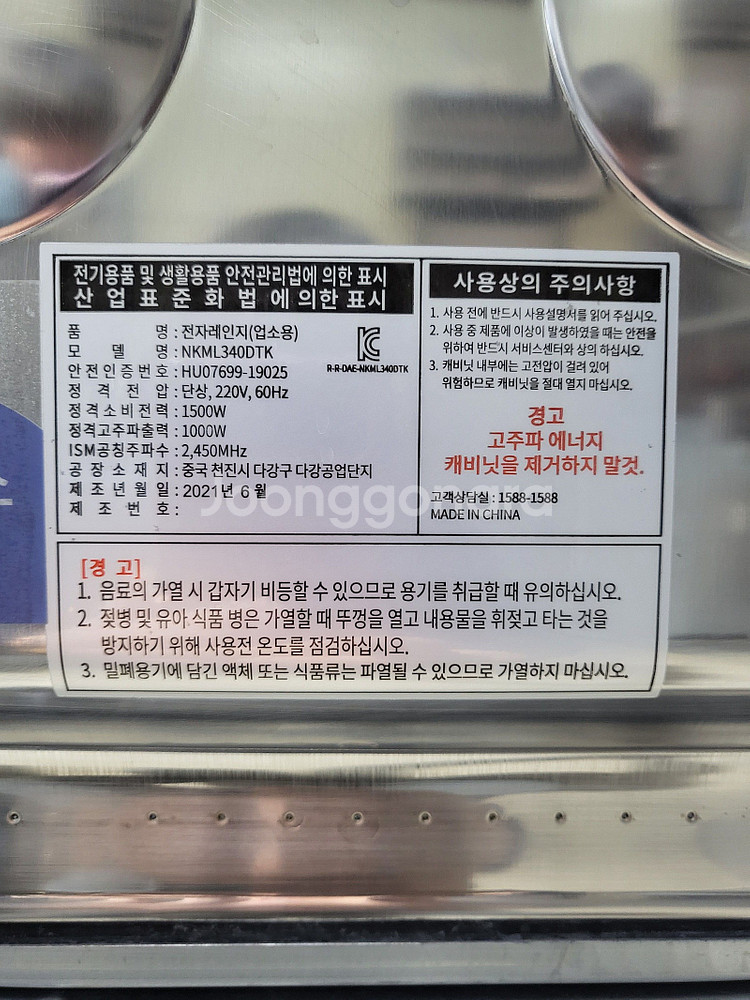 전기용품 및 생활용품 안전관리법에 의한 표시
산 업 표 준 화 법 에 의한 표시
품 명 : 전자레인지(업소용)
모 델 명 : NKML340DTK
안전인증번호 : HU07699-19025
정 격 전 압 : 단상, 220V, 60Hz
정격소비전력 : 1500W
정격고주파출력 : 1000W
ISM공칭주파수 : 2,450MHz
공 장 소 재 지 : 중국 천진시 다강구 다강공업단지
제 조 년 월 일 : 2021년 6 월
제 조 번 호 :
R-R-DAE-NKML340DTK
사용상의 주의사항
1. 사용 전에 반드시 사용설명서를 읽어 주십시오.
2. 사용 중 제품에 이상이 발생하였을 때는 안전을
위하여 반드시 서비스센터와 상의 하십시오.
3. 캐비닛 내부에는 고전압이 걸려 있어
위험하므로 캐비닛을 절대 열지 마십시오.
경고
고주파 에너지
캐비닛을 제거하지 말것.
고객상담실 : 1588-1588
MADE IN CHINA
Joonggonara
[경 고]
1. 음료의 가열 시 갑자기 비등할 수 있으므로 용기를 취급할 때 유의하십시오.
2. 젖병 및 유아 식품 병은 가열할 때 뚜껑을 열고 내용물을 휘젖고 타는 것을
방지하기 위해 사용전 온도를 점검하십시오.
3. 밀폐용기에 담긴 액체 또는 식품류는 파열될 수 있으므로 가열하지 마십시오.